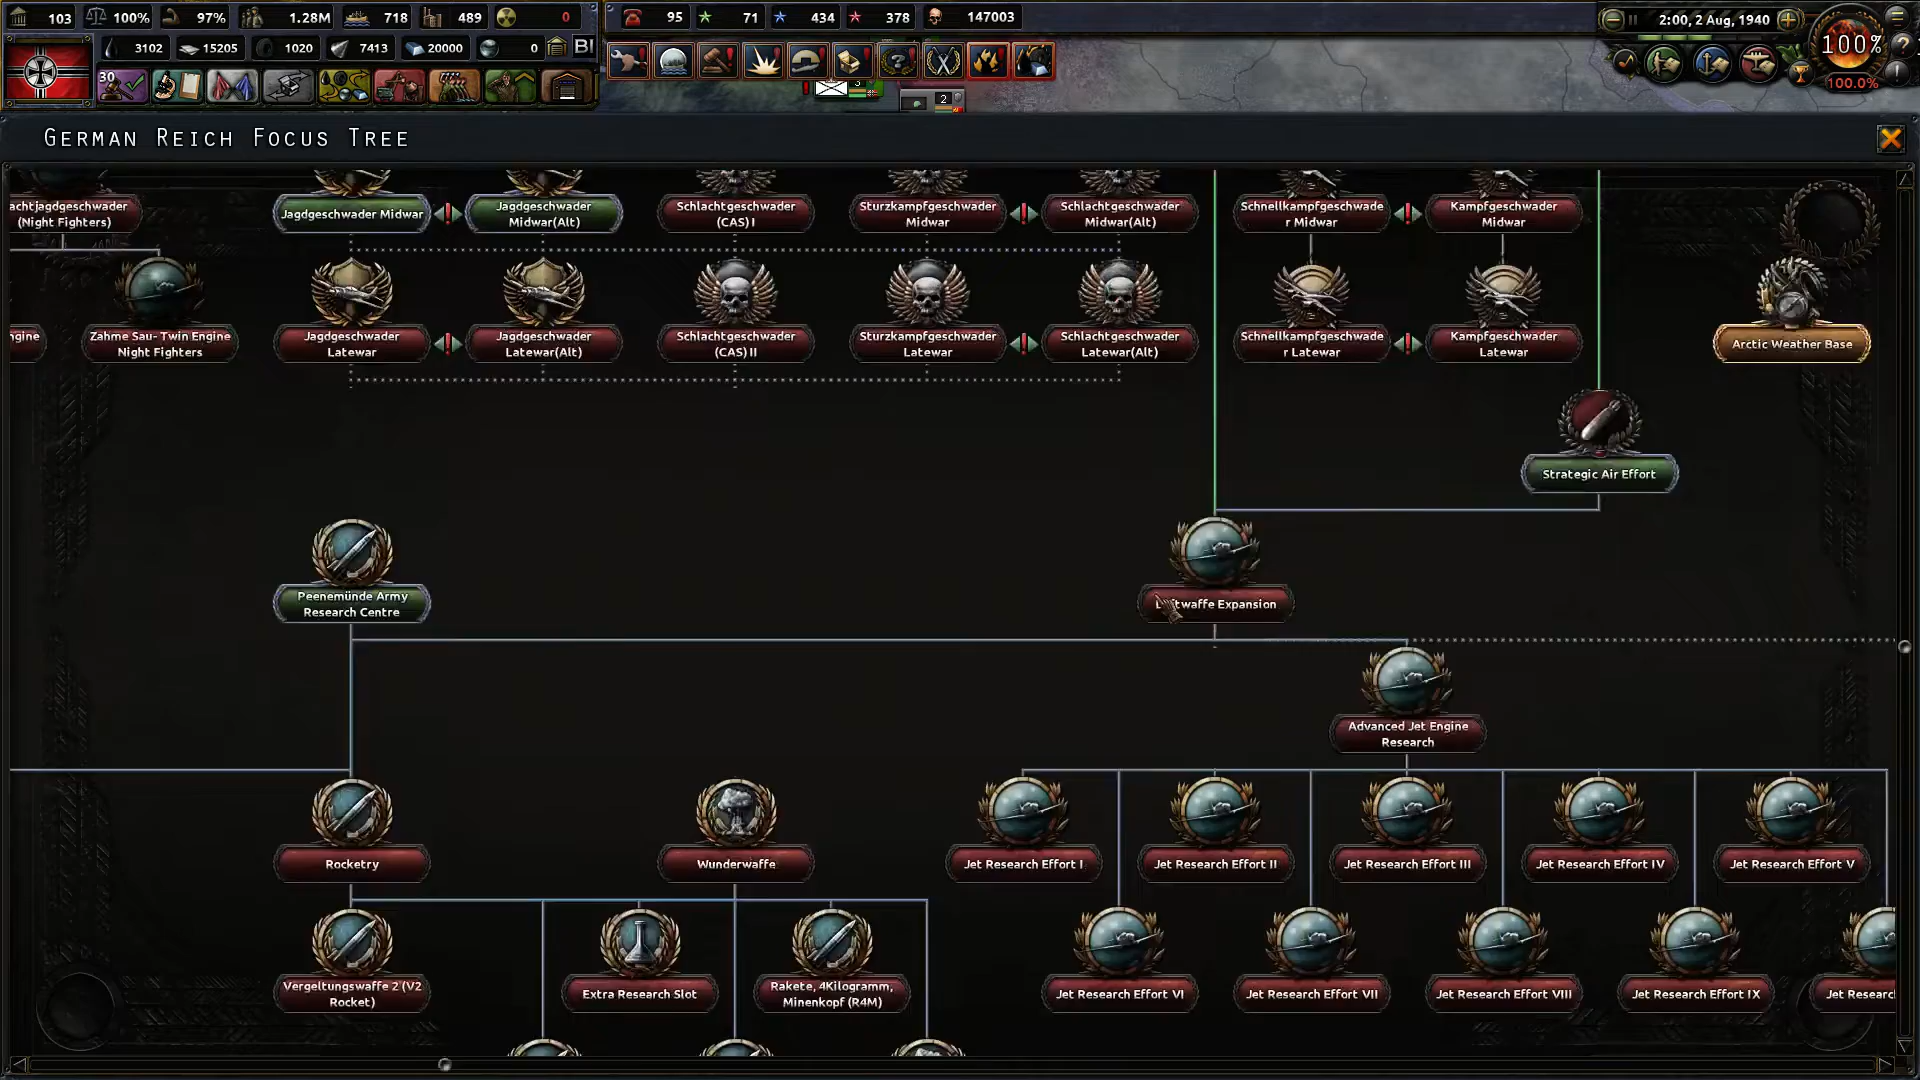 103 100% 97% 1.28M 718 489 0
95 71 434 378 147003
2:00, 2 Aug, 1940
3102 15205 1020 7413 20000 0
100%
100.0%
30
2
German Reich Focus Tree
achtjagdgeschwader
(Night Fighters)
Jagdgeschwader Midwar
Jagdgeschwader
Midwar(Alt)
Schlachtgeschwader
(CAS) I
Sturzkampfgeschwader
Midwar
Schlachtgeschwader
Midwar(Alt)
Schnellkampfgeschwade
r Midwar
Kampfgeschwader
Midwar
ngine
Zahme Sau- Twin Engine
Night Fighters
Jagdgeschwader
Latewar
Jagdgeschwader
Latewar(Alt)
Schlachtgeschwader
(CAS) II
Sturzkampfgeschwader
Latewar
Schlachtgeschwader
Latewar(Alt)
Schnellkampfgeschwade
r Latewar
Kampfgeschwader
Latewar
Arctic Weather Base
Strategic Air Effort
Peenemünde Army
Research Centre
twaffe Expansion
Advanced Jet Engine
Research
Rocketry
Wunderwaffe
Jet Research Effort I
Jet Research Effort II
Jet Research Effort III
Jet Research Effort IV
Jet Research Effort V
Vergeltungswaffe 2 (V2
Rocket)
Extra Research Slot
Rakete, 4Kilogramm,
Minenkopf (R4M)
Jet Research Effort VI
Jet Research Effort VII
Jet Research Effort VIII
Jet Research Effort IX
Jet Researc